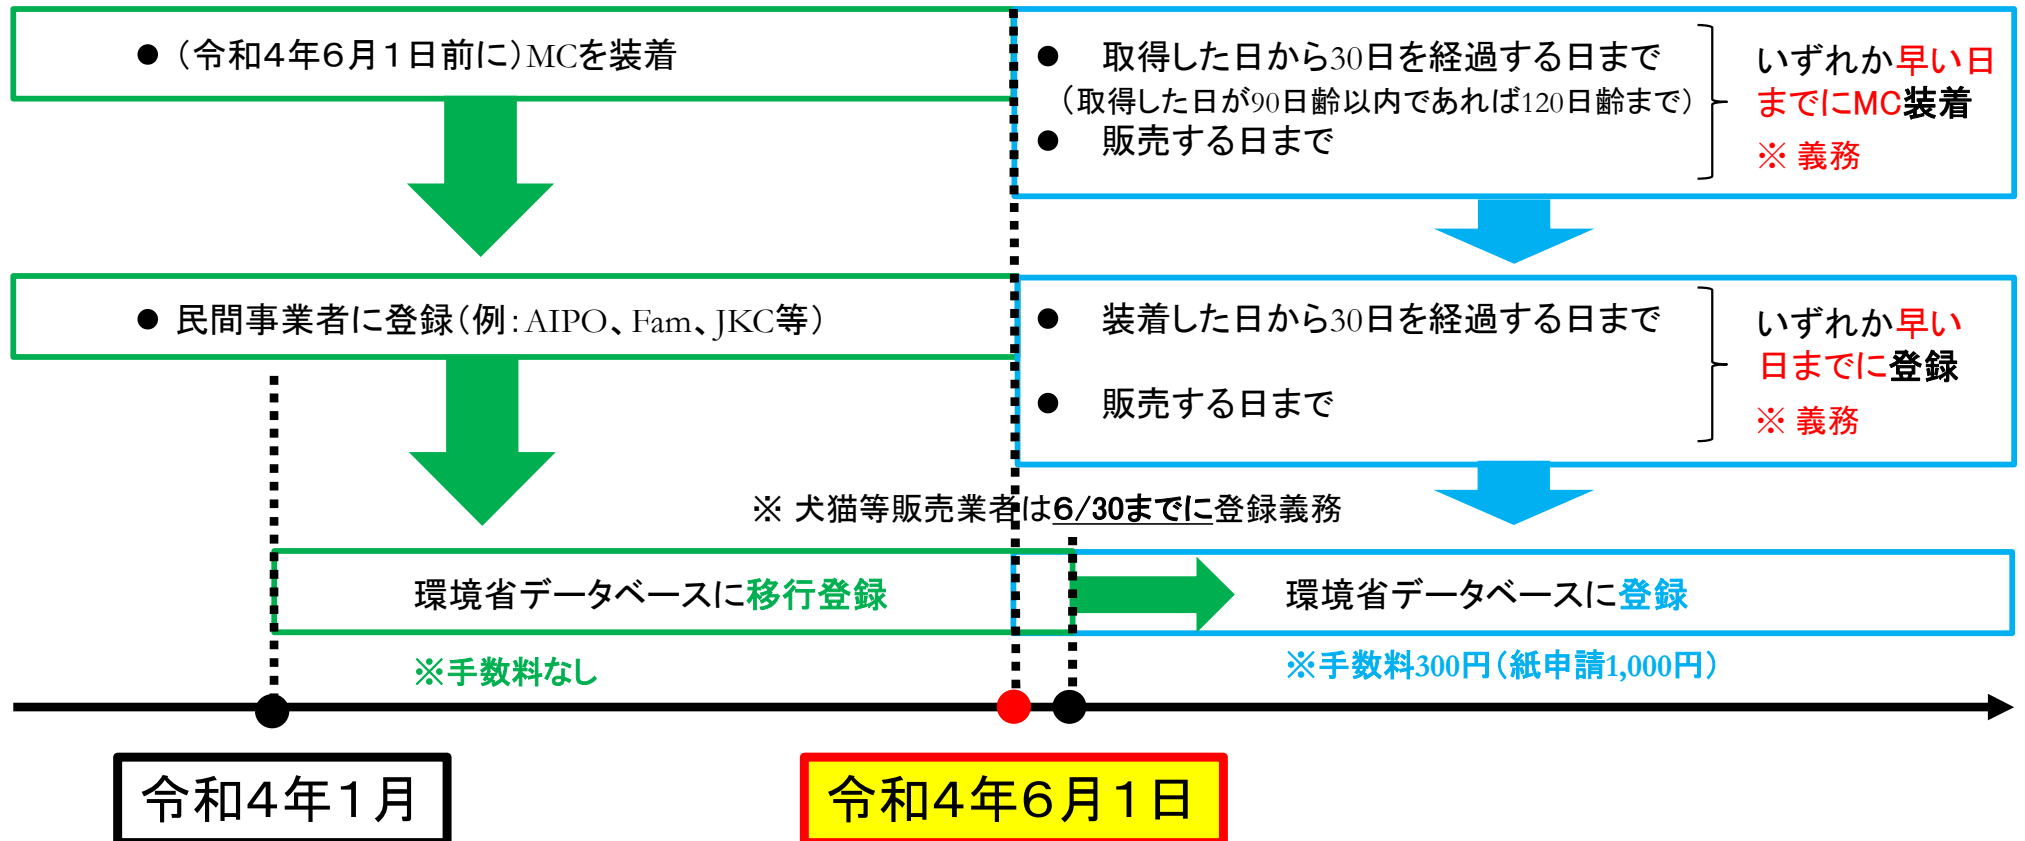 ● （令和４年６月１日前に）MCを装着
● 取得した日から30日を経過する日まで
（取得した日が90日齢以内であれば120日齢まで）
● 販売する日まで
いずれか早い日
までにMC装着
※ 義務
● 民間事業者に登録（例：AIPO、Fam、JKC等）
● 装着した日から30日を経過する日まで
● 販売する日まで
いずれか早い
日までに登録
※ 義務
※ 犬猫等販売業者は６/30までに登録義務
環境省データベースに移行登録
環境省データベースに登録
※手数料なし
※手数料300円（紙申請1,000円）
令和４年１月
令和４年６月１日